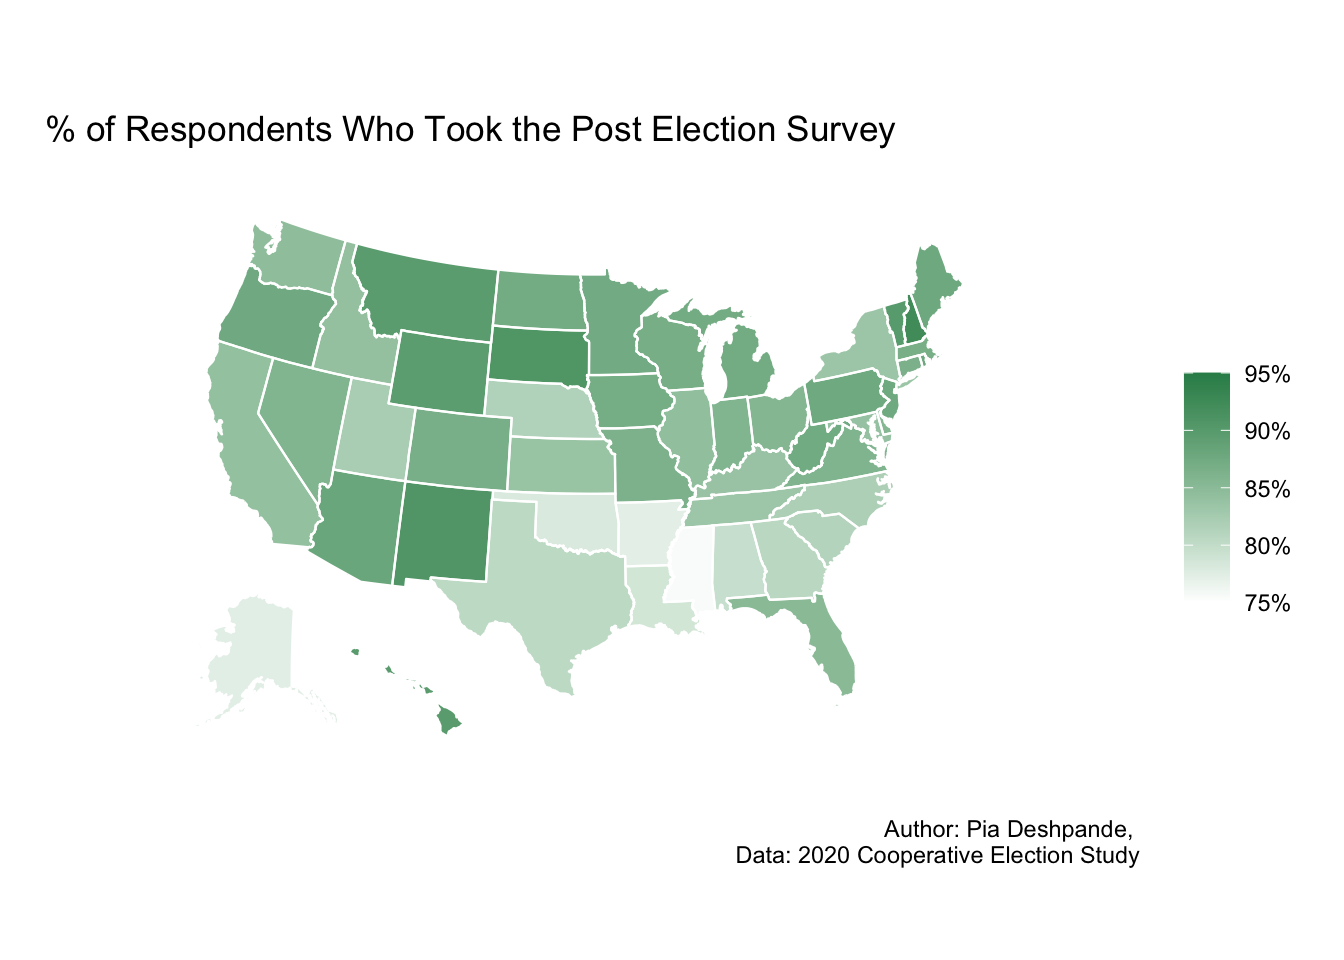 % of Respondents Who Took the Post Election Survey
95%
90%
85%
80%
75%
Author: Pia Deshpande,
Data: 2020 Cooperative Election Study